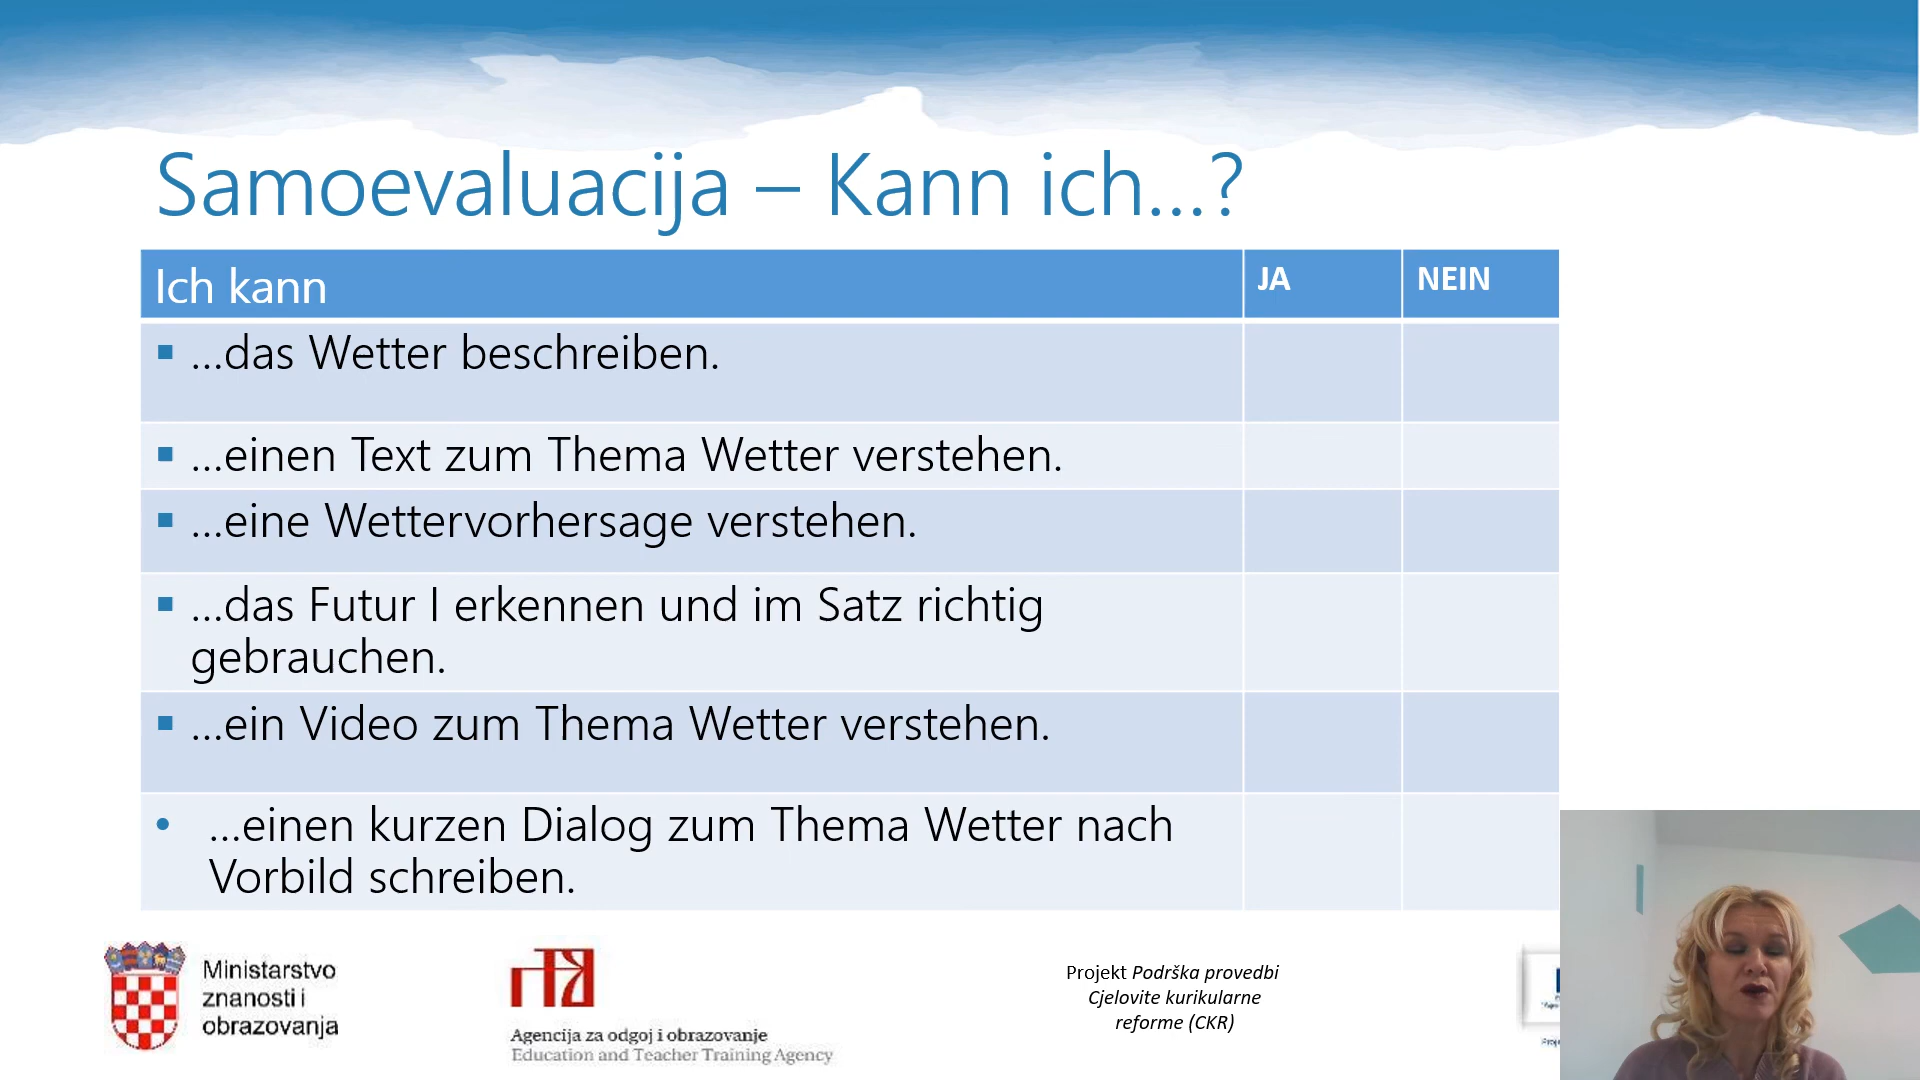 Samoevaluacija – Kann ich...?
Ich kann
JA
NEIN
▪ ...das Wetter beschreiben.
▪ ...einen Text zum Thema Wetter verstehen.
▪ ...eine Wettervorhersage verstehen.
▪ ...das Futur I erkennen und im Satz richtig
gebrauchen.
▪ ...ein Video zum Thema Wetter verstehen.
• ...einen kurzen Dialog zum Thema Wetter nach
Vorbild schreiben.
Ministarstvo
znanosti i
obrazovanja
Agencija za odgoj i obrazovanje
Education and Teacher Training Agency
Projekt Podrška provedbi
Cjelovite kurikularne
reforme (CKR)